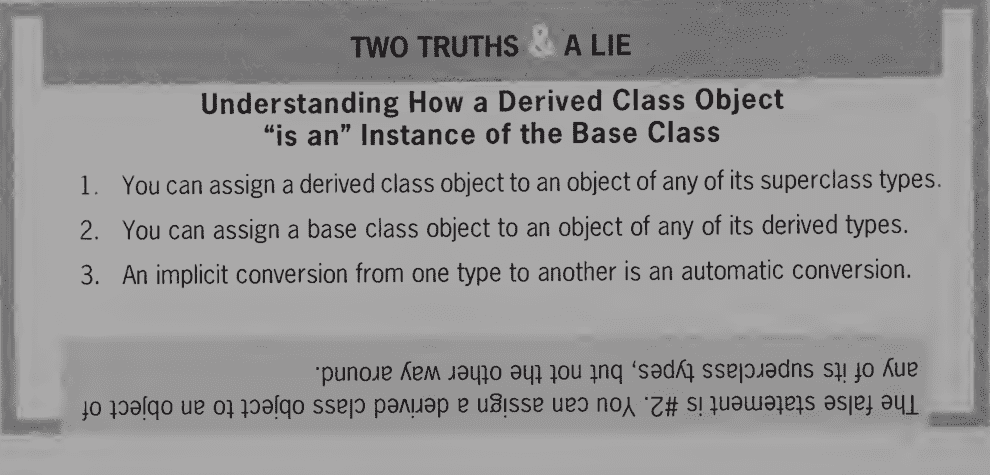 TWO TRUTHS & A LIE
Understanding How a Derived Class Object
“is an” Instance of the Base Class
1. You can assign a derived class object to an object of any of its superclass types.
2. You can assign a base class object to an object of any of its derived types.
3. An implicit conversion from one type to another is an automatic conversion.
The false statement is #2. You can assign a derived class object to an object of
any of its superclass types, but not the other way around.